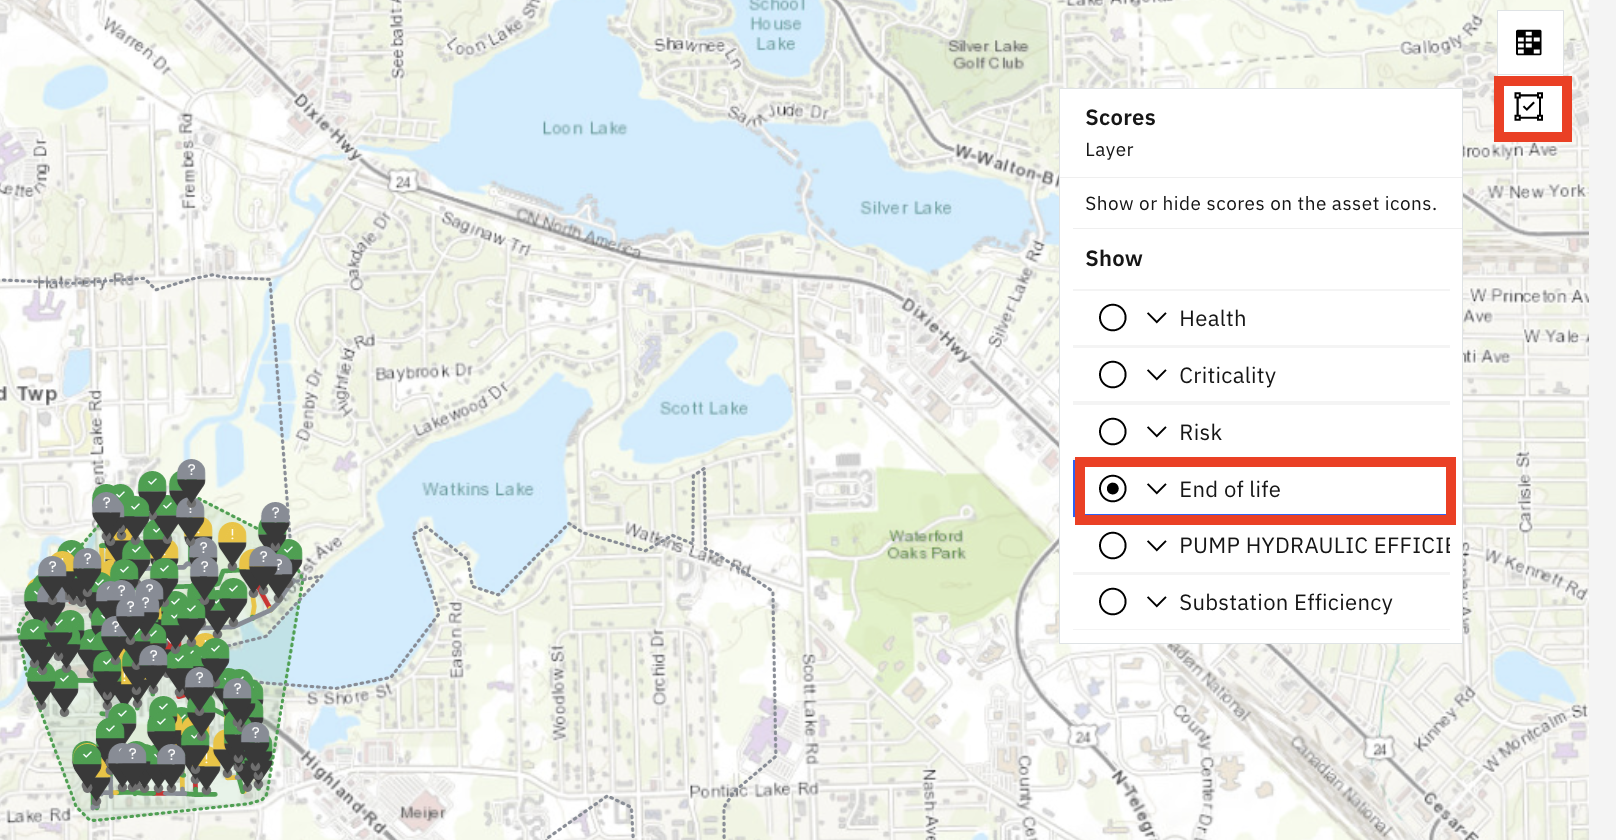 Scores
Layer
Show or hide scores on the asset icons.
Show
Health
Criticality
Risk
End of life
PUMP HYDRAULIC EFFICIE
Substation Efficiency
School
House
Lake
Warren Dr
Loon Lake Sh
Shawnee Ln
Silver Lake
Golf Club
Gallogly Rd
Dixie Hwy
Loon Lake
Jude Dr
W-Walton-Bl
Brooklyn Ave
Frembes Rd
24
Silver Lake
W New York
Oakdale Dr
Saginaw Trl
CN North America
Hatchery Rd
Silver Lake Rd
W Princeton Av
Ave
Dixie-Hwy
W Yale
nti Ave
Highfield Rd
Baybrook Dr
d Twp
Denby Dr
Lakewood Dr
Scott Lake
ent Lake Rd
Watkins Lake
Carlisle St
Watkins Lake Rd
Waterford
Oaks Park
W Kennett Rd
Eason Rd
S Shore St
Woodlow St
Orchid Dr
Scott Lake Rd
County Center Dr
Canadian National
Kinney Rd
W Montcalm St
24
24
Highland-Rd
Pontiac Lake Rd
Nash Ave
County Ce
N-Telegr
Canadian National
Cesar-E
Lake Rd
Meijer